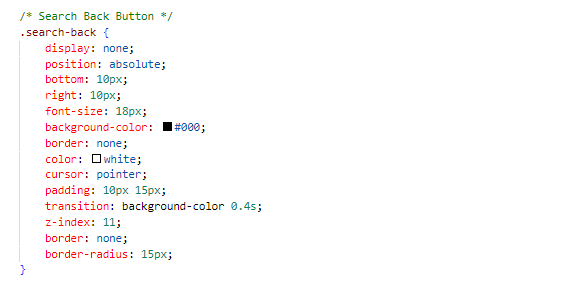 /* Search Back Button */
.search-back {
display: none;
position: absolute;
bottom: 10px;
right: 10px;
font-size: 18px;
background-color: #000;
border: none;
color: white;
cursor: pointer;
padding: 10px 15px;
transition: background-color 0.4s;
z-index: 11;
border: none;
border-radius: 15px;
}